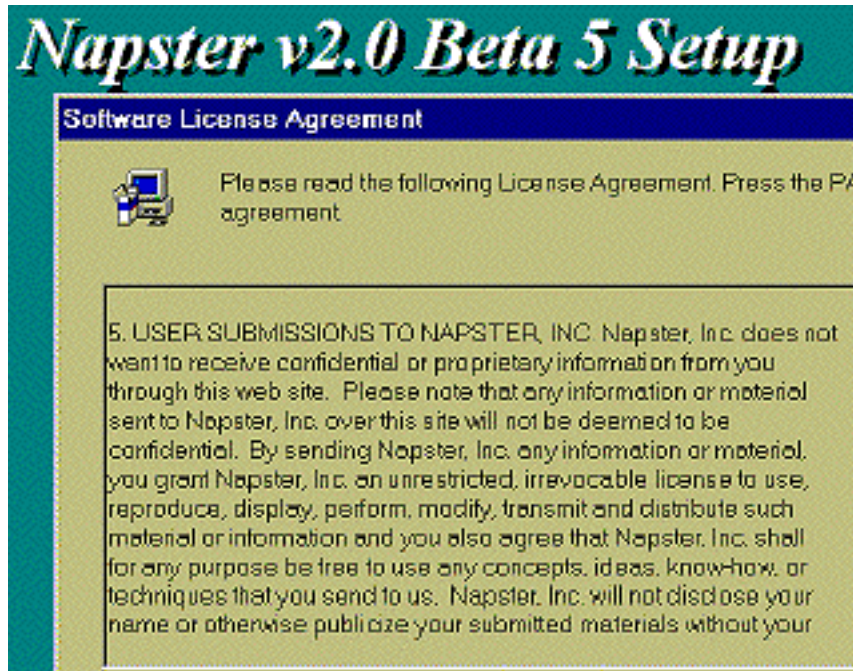 Napster v2.0 Beta 5 Setup
Software License Agreement
Please read the following License Agreement. Press the PA
agreement.
5. USER SUBMISSIONS TO NAPSTER, INC. Napster, Inc. does not
want to receive confidential or proprietary information from you
through this web site.  Please note that any information or material
sent to Napster, Inc. over this site will not be deemed to be
confidential.  By sending Napster, Inc. any information or material,
you grant Napster, Inc. an unrestricted, irrevocable license to use,
reproduce, display, perform, modify, transmit and distribute such
material or information and you also agree that Napster, Inc. shall
for any purpose be free to use any concepts, ideas, know-how, or
techniques that you send to us.  Napster, Inc. will not disclose your
name or otherwise publicize your submitted materials without your